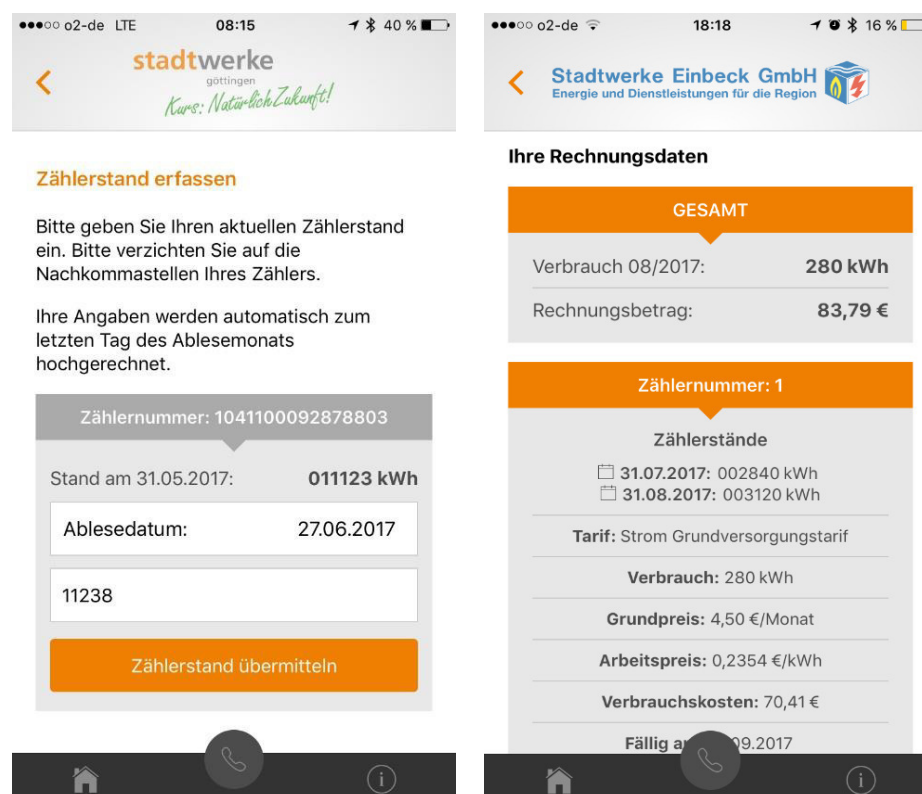 o2-de LTE 08:15 40 %
stadtwerke
göttingen
Kurs: Natürlich Zukunft!
Zählerstand erfassen
Bitte geben Sie Ihren aktuellen Zählerstand
ein. Bitte verzichten Sie auf die
Nachkommastellen Ihres Zählers.
Ihre Angaben werden automatisch zum
letzten Tag des Ablesemonats
hochgerechnet.
Zählernummer: 1041100092878803
Stand am 31.05.2017: 011123 kWh
Ablesedatum: 27.06.2017
11238
Zählerstand übermitteln
o2-de 18:18 16 %
Stadtwerke Einbeck GmbH
Energie und Dienstleistungen für die Region
Ihre Rechnungsdaten
GESAMT
Verbrauch 08/2017: 280 kWh
Rechnungsbetrag: 83,79 €
Zählernummer: 1
Zählerstände
31.07.2017: 002840 kWh
31.08.2017: 003120 kWh
Tarif: Strom Grundversorgungstarif
Verbrauch: 280 kWh
Grundpreis: 4,50 €/Monat
Arbeitspreis: 0,2354 €/kWh
Verbrauchskosten: 70,41 €
Fällig 09.2017